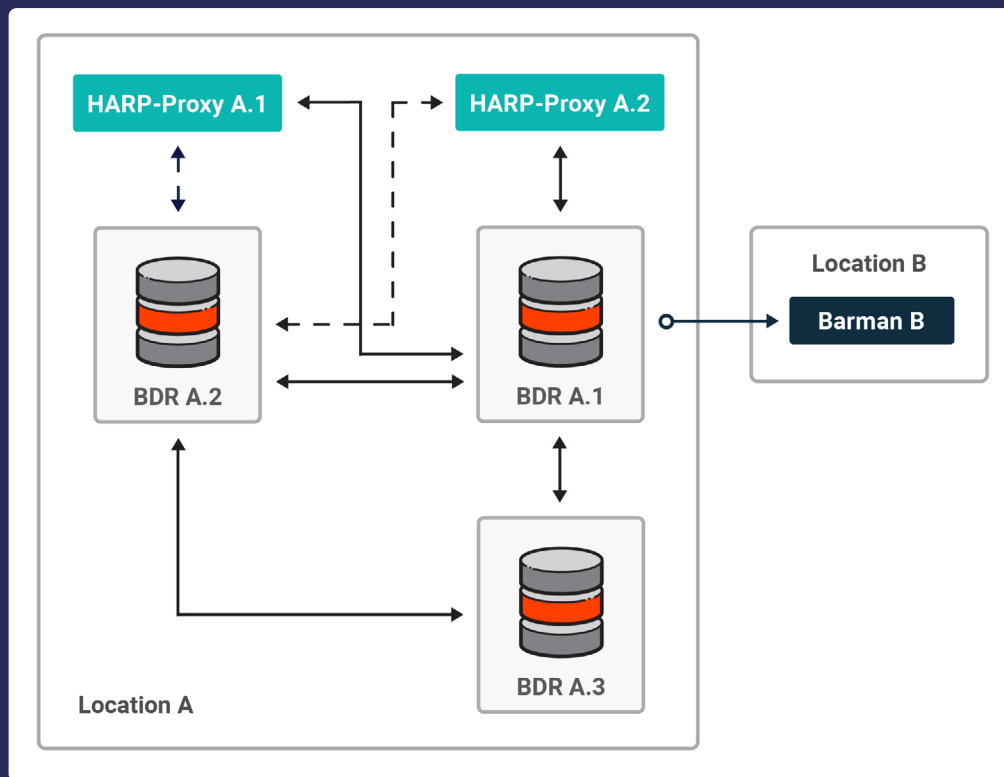 HARP-Proxy A.1
HARP-Proxy A.2
Location B
Barman B
BDR A.2
BDR A.1
BDR A.3
Location A